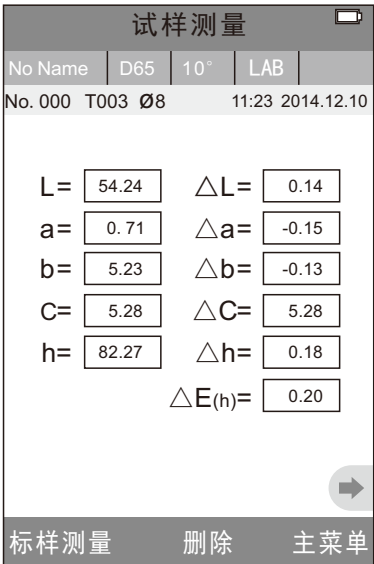 试样测量
No Name D65 10° LAB
No. 000 T003 Ø8 11:23 2014.12.10
L= 54.24 △L= 0.14
a= 0. 71 △a= -0.15
b= 5.23 △b= -0.13
C= 5.28 △C= 5.28
h= 82.27 △h= 0.18
△E(h)= 0.20
标样测量 删除 主菜单